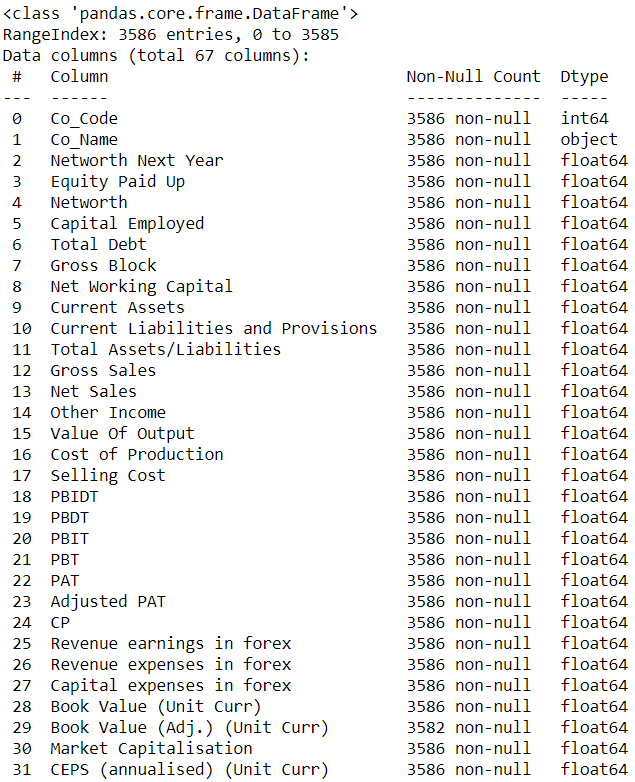 <class 'pandas.core.frame.DataFrame'>
RangeIndex: 3586 entries, 0 to 3585
Data columns (total 67 columns):
 #   Column                            Non-Null Count  Dtype
---  ------                            --------------  -----
 0   Co_Code                           3586 non-null   int64
 1   Co_Name                           3586 non-null   object
 2   Networth Next Year                3586 non-null   float64
 3   Equity Paid Up                    3586 non-null   float64
 4   Networth                          3586 non-null   float64
 5   Capital Employed                  3586 non-null   float64
 6   Total Debt                        3586 non-null   float64
 7   Gross Block                       3586 non-null   float64
 8   Net Working Capital               3586 non-null   float64
 9   Current Assets                    3586 non-null   float64
 10  Current Liabilities and Provisions  3586 non-null   float64
 11  Total Assets/Liabilities          3586 non-null   float64
 12  Gross Sales                       3586 non-null   float64
 13  Net Sales                         3586 non-null   float64
 14  Other Income                      3586 non-null   float64
 15  Value Of Output                   3586 non-null   float64
 16  Cost of Production                3586 non-null   float64
 17  Selling Cost                      3586 non-null   float64
 18  PBIDT                             3586 non-null   float64
 19  PBDT                              3586 non-null   float64
 20  PBIT                              3586 non-null   float64
 21  PBT                               3586 non-null   float64
 22  PAT                               3586 non-null   float64
 23  Adjusted PAT                      3586 non-null   float64
 24  CP                                3586 non-null   float64
 25  Revenue earnings in forex         3586 non-null   float64
 26  Revenue expenses in forex         3586 non-null   float64
 27  Capital expenses in forex         3586 non-null   float64
 28  Book Value (Unit Curr)            3586 non-null   float64
 29  Book Value (Adj.) (Unit Curr)     3582 non-null   float64
 30  Market Capitalisation             3586 non-null   float64
 31  CEPS (annualised) (Unit Curr)     3586 non-null   float64